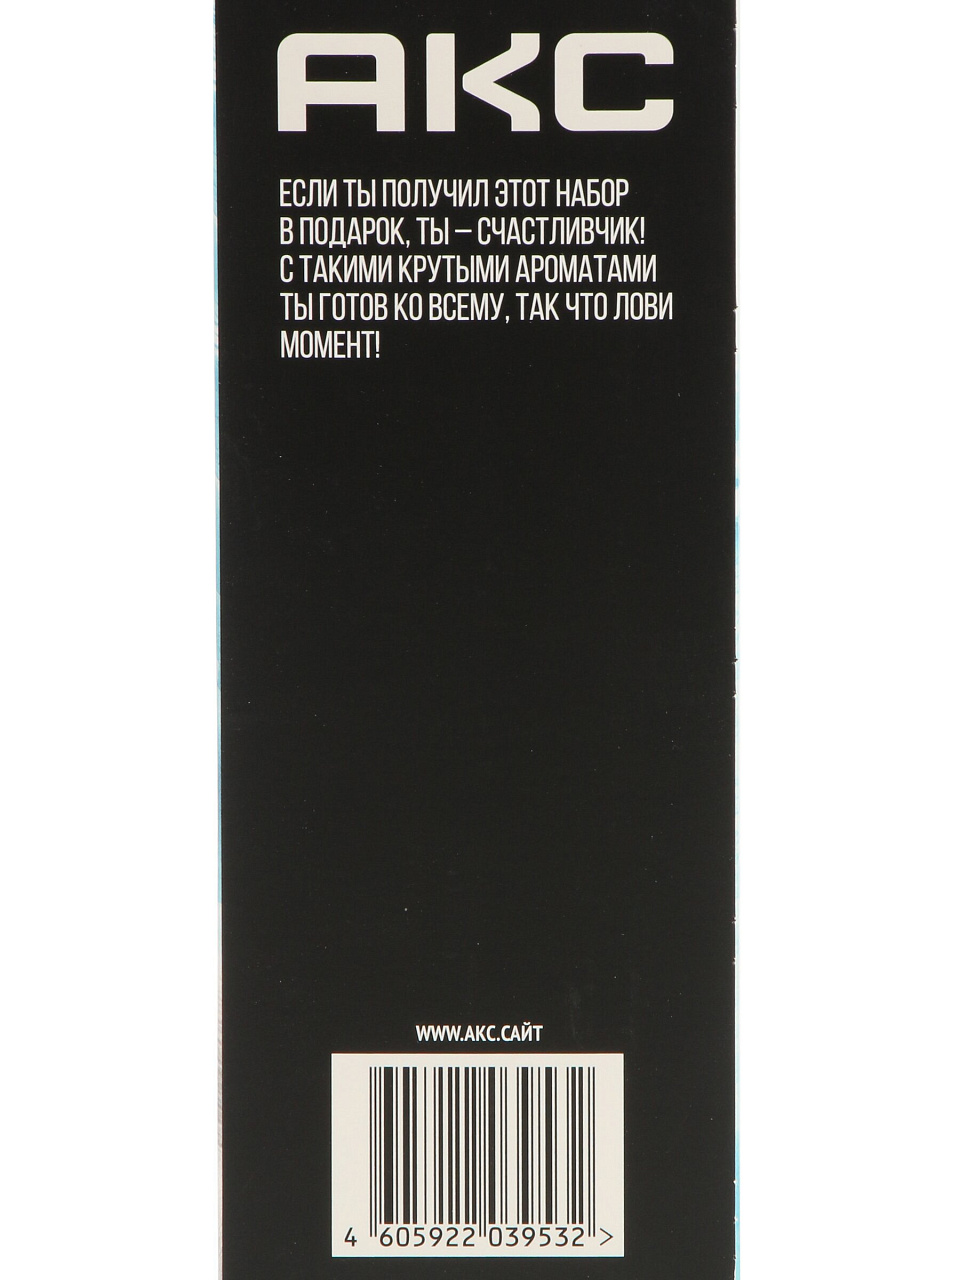 АКС
ЕСЛИ ТЫ ПОЛУЧИЛ ЭТОТ НАБОР
В ПОДАРОК, ТЫ – СЧАСТЛИВЧИК!
С ТАКИМИ КРУТЫМИ АРОМАТАМИ
ТЫ ГОТОВ КО ВСЕМУ, ТАК ЧТО ЛОВИ
МОМЕНТ!
WWW.АКС.САЙТ
4 605922 039532 >